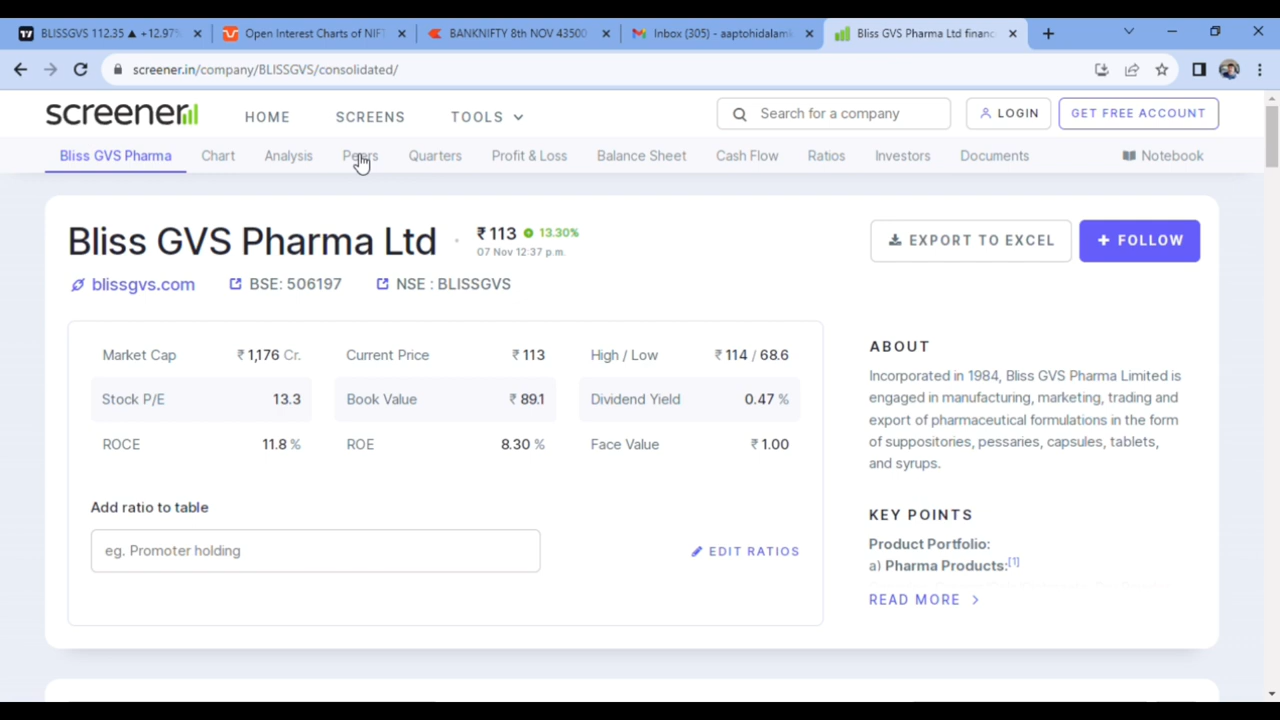 BLISSGVS 112.35 ▲ +12.97%
Open Interest Charts of NIFT
BANKNIFTY 8th NOV 43500
Inbox (305) - aaptohidalamk
Bliss GVS Pharma Ltd financ
screener.in/company/BLISSGVS/consolidated/
screener
HOME
SCREENS
TOOLS
Search for a company
LOGIN
GET FREE ACCOUNT
Bliss GVS Pharma
Chart
Analysis
Peers
Quarters
Profit & Loss
Balance Sheet
Cash Flow
Ratios
Investors
Documents
Notebook
Bliss GVS Pharma Ltd
₹ 113 13.30%
07 Nov 12:37 p.m.
EXPORT TO EXCEL
+ FOLLOW
blissgvs.com
BSE: 506197
NSE : BLISSGVS
Market Cap ₹ 1,176 Cr.
Current Price ₹ 113
High / Low ₹ 114 / 68.6
Stock P/E 13.3
Book Value ₹ 89.1
Dividend Yield 0.47 %
ROCE 11.8 %
ROE 8.30 %
Face Value ₹ 1.00
Add ratio to table
eg. Promoter holding
EDIT RATIOS
ABOUT
Incorporated in 1984, Bliss GVS Pharma Limited is
engaged in manufacturing, marketing, trading and
export of pharmaceutical formulations in the form
of suppositories, pessaries, capsules, tablets,
and syrups.
KEY POINTS
Product Portfolio:
a) Pharma Products:[1]
READ MORE >